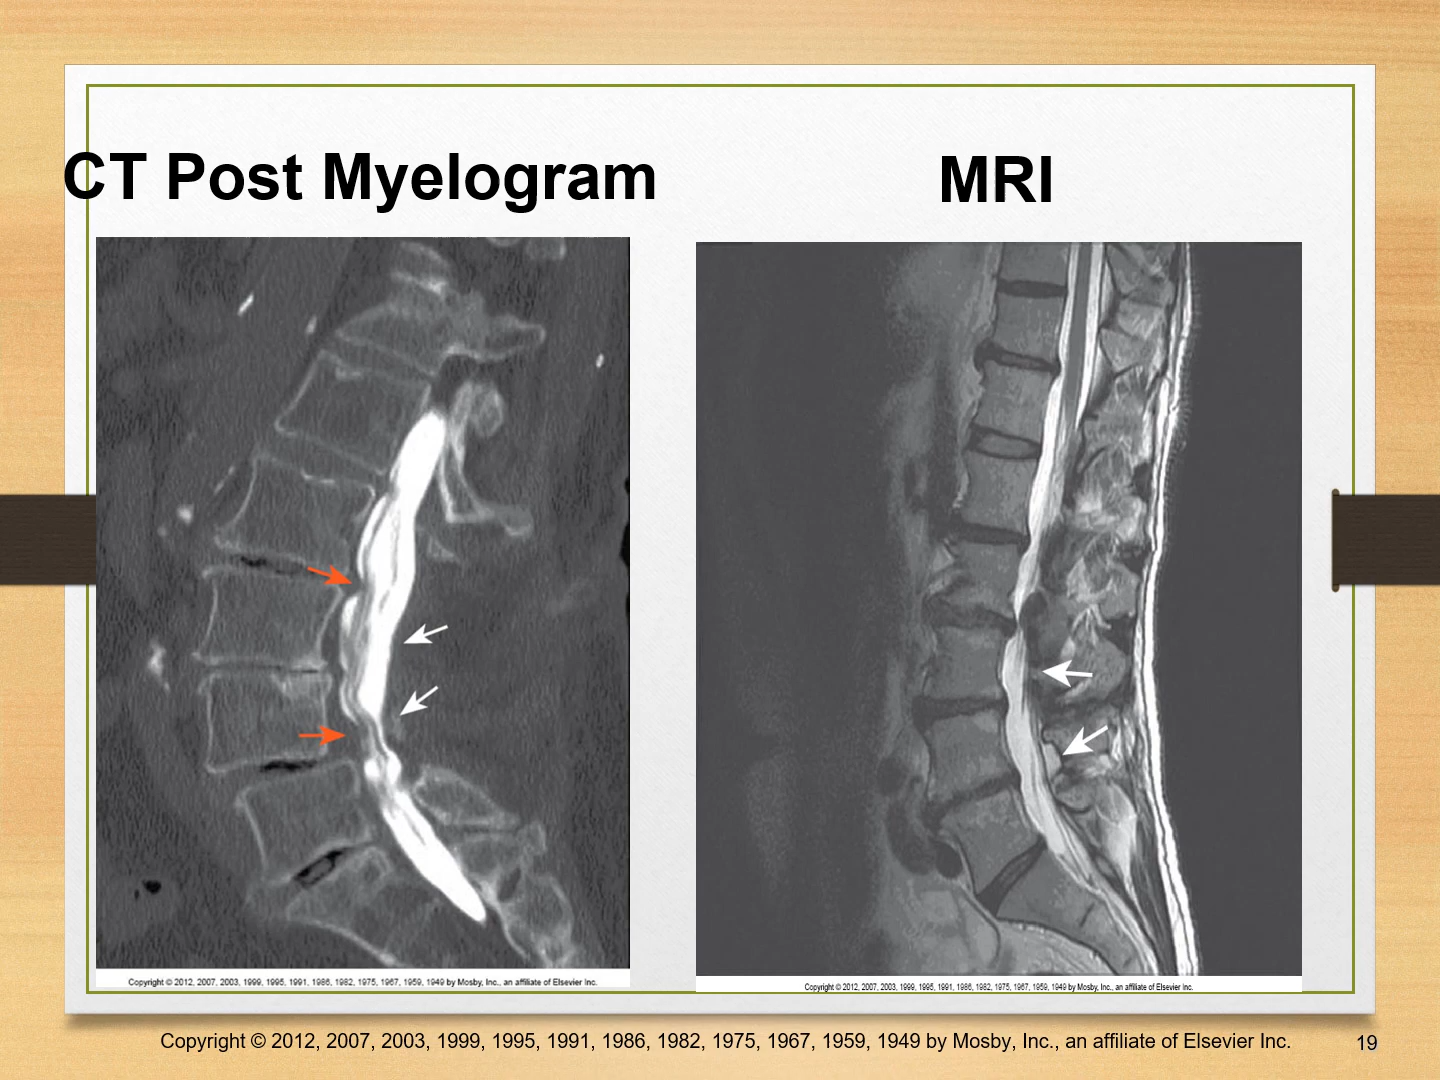 CT Post Myelogram
MRI
Copyright © 2012, 2007, 2003, 1999, 1995, 1991, 1986, 1982, 1975, 1967, 1959, 1949 by Mosby, Inc., an affiliate of Elsevier Inc.
Copyright © 2012, 2007, 2003, 1999, 1995, 1991, 1986, 1982, 1975, 1967, 1959, 1949 by Mosby, Inc., an affiliate of Elsevier Inc.
Copyright © 2012, 2007, 2003, 1999, 1995, 1991, 1986, 1982, 1975, 1967, 1959, 1949 by Mosby, Inc., an affiliate of Elsevier Inc.
19